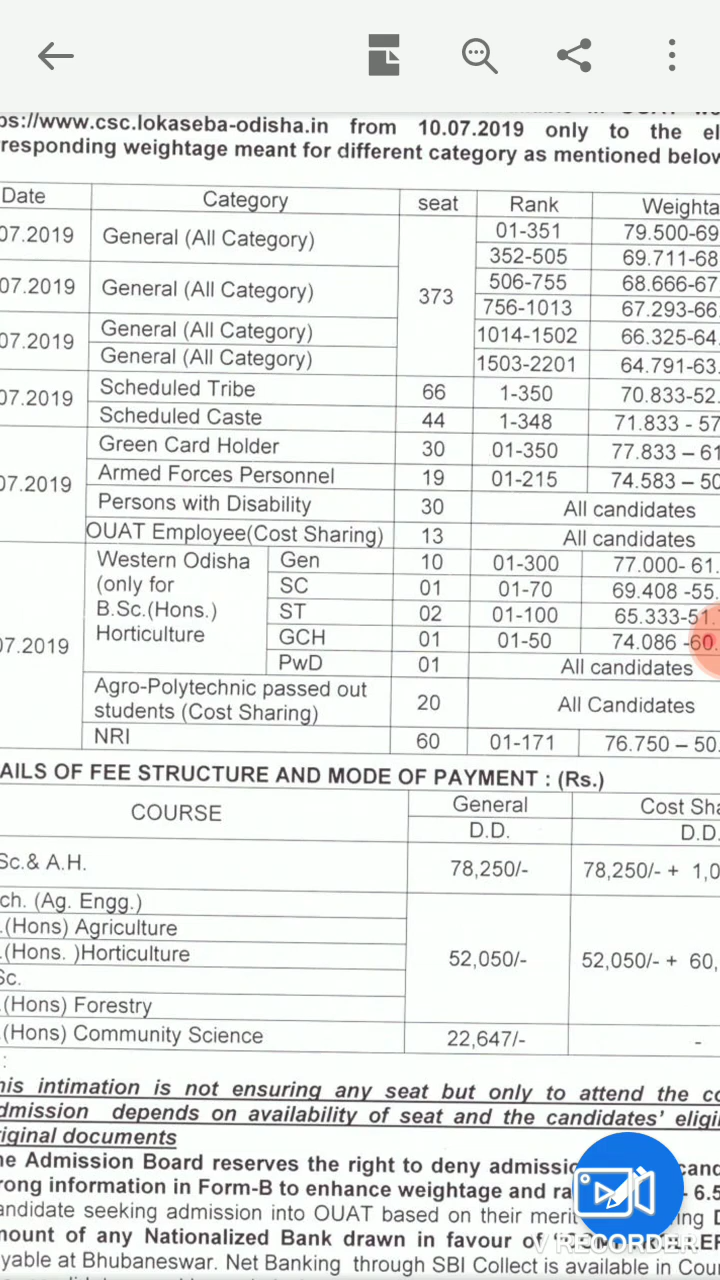 ps://www.csc.lokaseba-odisha.in from 10.07.2019 only to the el
responding weightage meant for different category as mentioned below
Date Category seat Rank Weighta
07.2019 General (All Category) 373 01-351 79.500-69
352-505 69.711-68
07.2019 General (All Category) 506-755 68.666-67
756-1013 67.293-66.
07.2019 General (All Category) 1014-1502 66.325-64.
General (All Category) 1503-2201 64.791-63.
07.2019 Scheduled Tribe 66 1-350 70.833-52.
Scheduled Caste 44 1-348 71.833 - 57
07.2019 Green Card Holder 30 01-350 77.833 – 61
Armed Forces Personnel 19 01-215 74.583 – 50
Persons with Disability 30 All candidates
OUAT Employee(Cost Sharing) 13 All candidates
07.2019 Western Odisha Gen 10 01-300 77.000- 61.
(only for SC 01 01-70 69.408 -55.
B.Sc.(Hons.) ST 02 01-100 65.333-51.
Horticulture GCH 01 01-50 74.086 -60.
PwD 01 All candidates
Agro-Polytechnic passed out
students (Cost Sharing) 20 All Candidates
NRI 60 01-171 76.750 – 50.
AILS OF FEE STRUCTURE AND MODE OF PAYMENT : (Rs.)
COURSE General Cost Sha
D.D. D.D.
Sc.& A.H. 78,250/- 78,250/- + 1,0
ch. (Ag. Engg.)
.(Hons) Agriculture
.(Hons. )Horticulture 52,050/- 52,050/- + 60,
Sc.
.(Hons) Forestry
.(Hons) Community Science 22,647/- -
:
his intimation is not ensuring any seat but only to attend the co
dmission depends on availability of seat and the candidates' eligi
iginal documents
he Admission Board reserves the right to deny admissio cand
rong information in Form-B to enhance weightage and ra - 6.5
andidate seeking admission into OUAT based on their merit ing D
mount of any Nationalized Bank drawn in favour of
V RECORDER
yable at Bhubaneswar. Net Banking through SBI Collect is available in Cou